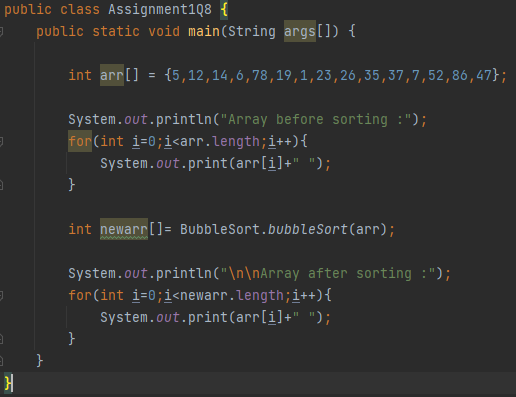 public class Assignment1Q8 {
public static void main(String args[]) {
int arr[] = {5,12,14,6,78,19,1,23,26,35,37,7,52,86,47};
System.out.println("Array before sorting :");
for(int i=0;i<arr.length;i++){
System.out.print(arr[i]+" ");
}
int newarr[]= BubbleSort.bubbleSort(arr);
System.out.println("\n\nArray after sorting :");
for(int i=0;i<newarr.length;i++){
System.out.print(arr[i]+" ");
}
}
}